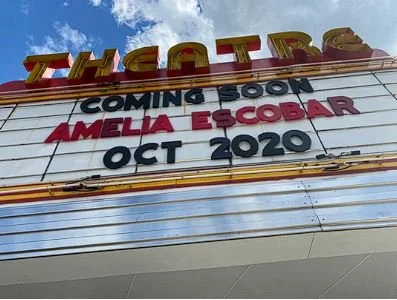 THEATRE
COMING SOON
AMELIA ESCOBAR
OCT 2020